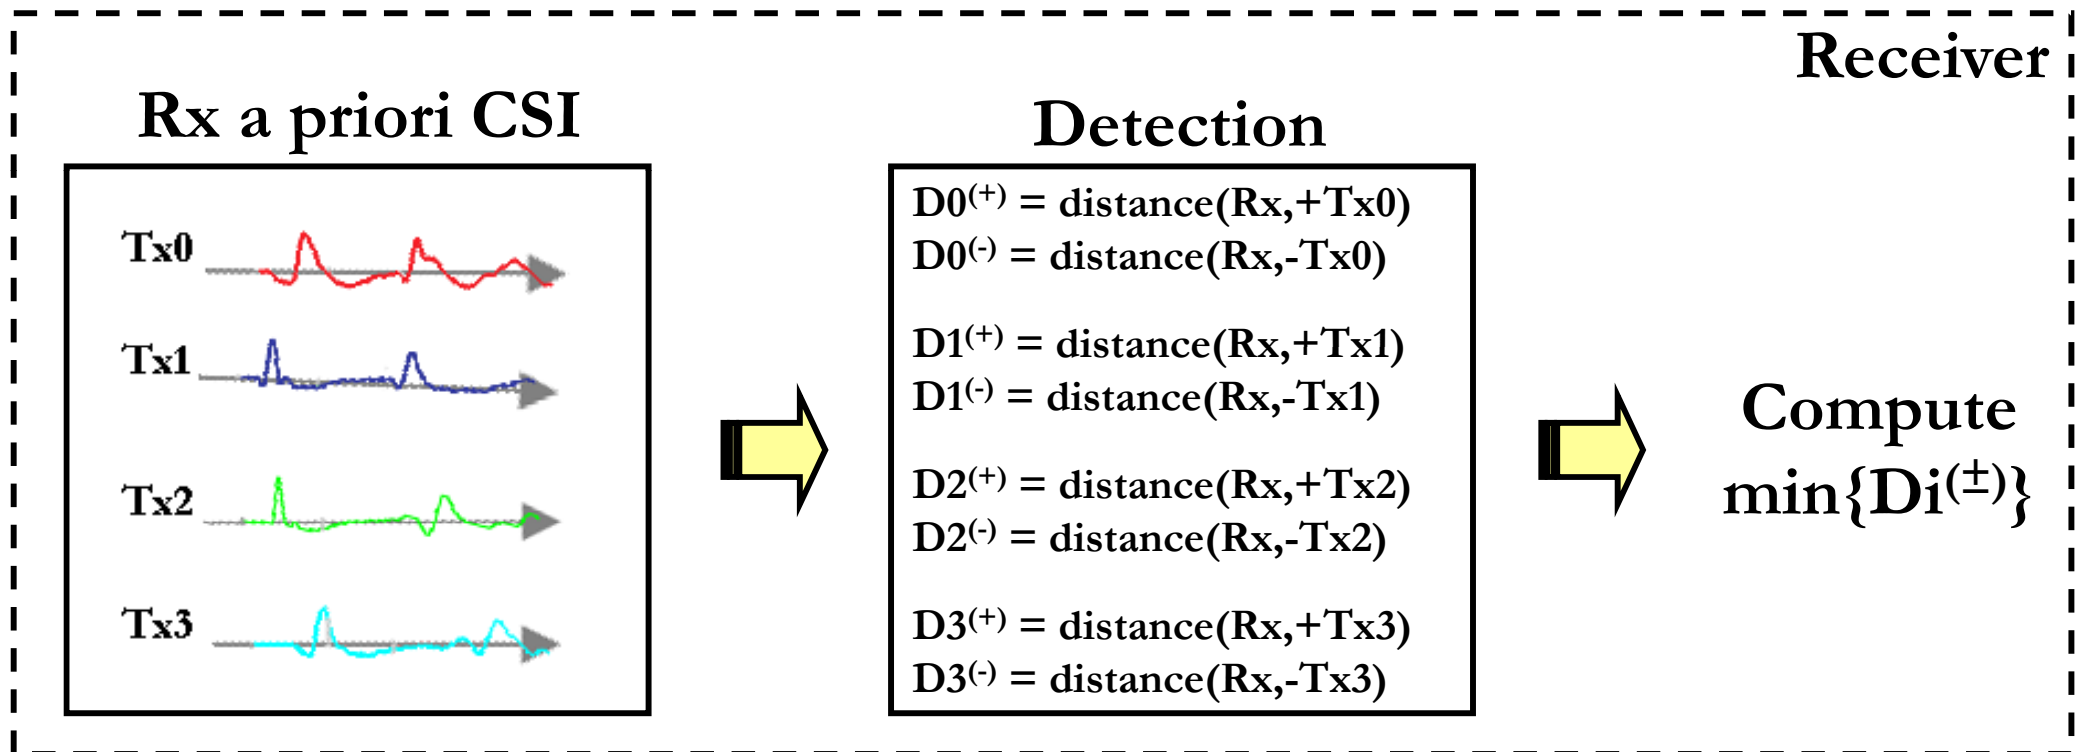 Receiver
Rx a priori CSI
Tx0
Tx1
Tx2
Tx3
Detection
D0⁽⁺⁾ = distance(Rx,+Tx0)
D0⁽⁻⁾ = distance(Rx,-Tx0)
D1⁽⁺⁾ = distance(Rx,+Tx1)
D1⁽⁻⁾ = distance(Rx,-Tx1)
D2⁽⁺⁾ = distance(Rx,+Tx2)
D2⁽⁻⁾ = distance(Rx,-Tx2)
D3⁽⁺⁾ = distance(Rx,+Tx3)
D3⁽⁻⁾ = distance(Rx,-Tx3)
Compute
min{Di^(±)}